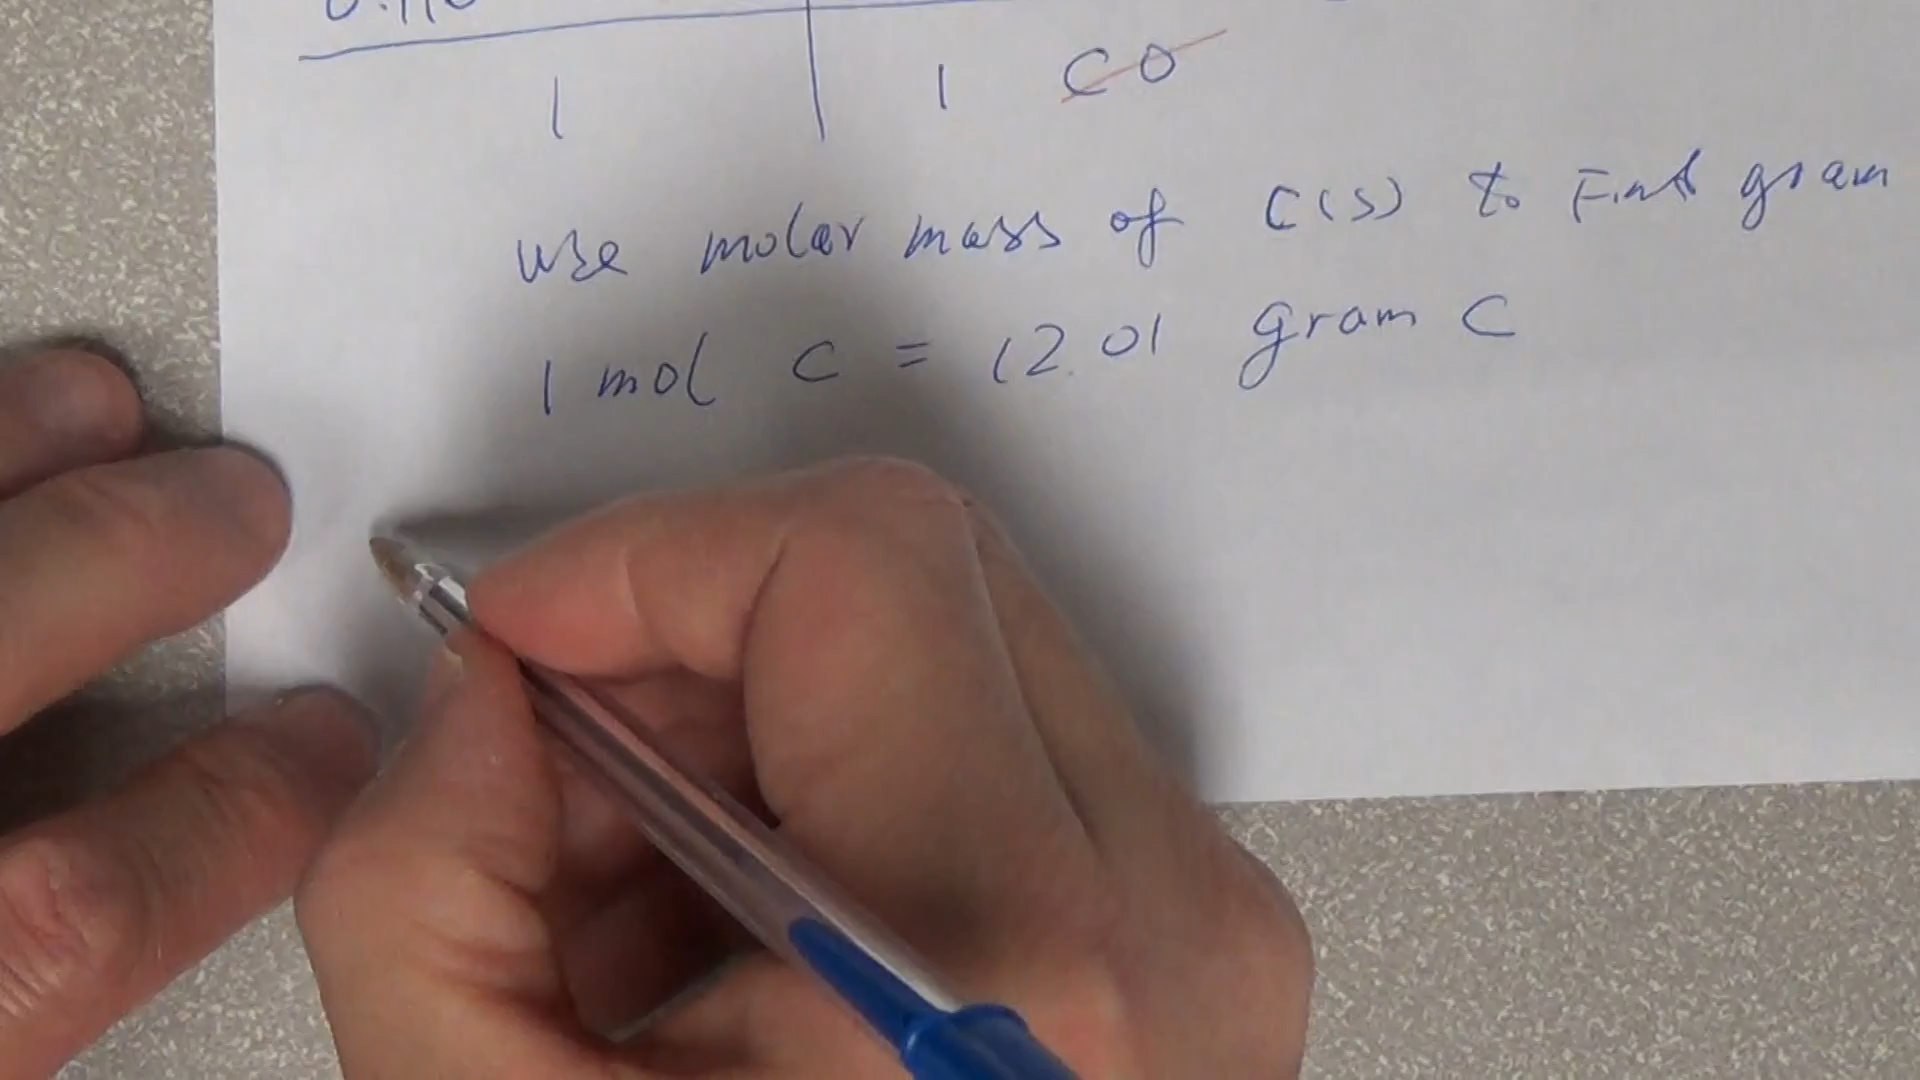 1 1 CO
use molar mass of C(s) to Find gram
1 mol C = 12.01 gram C